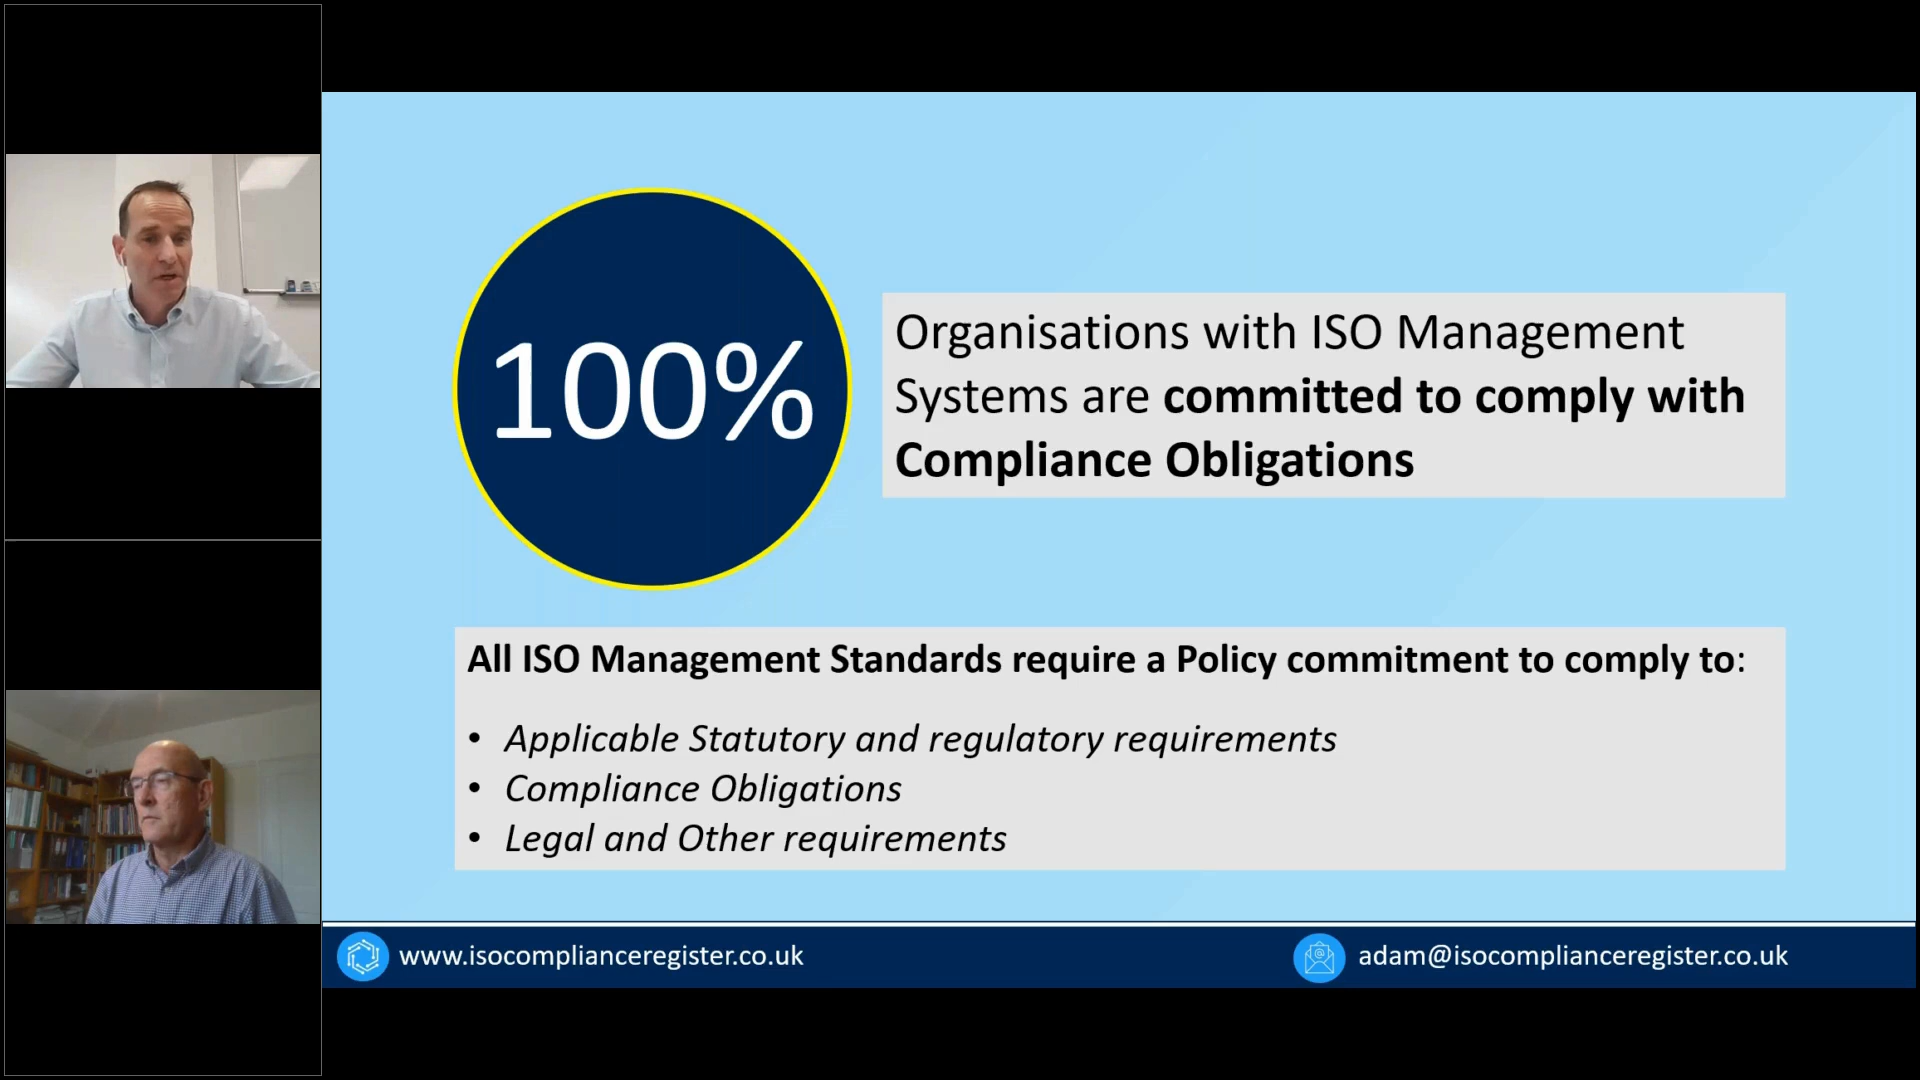 100%
Organisations with ISO Management
Systems are committed to comply with
Compliance Obligations
All ISO Management Standards require a Policy commitment to comply to:
• Applicable Statutory and regulatory requirements
• Compliance Obligations
• Legal and Other requirements
www.isocomplianceregister.co.uk
adam@isocomplianceregister.co.uk